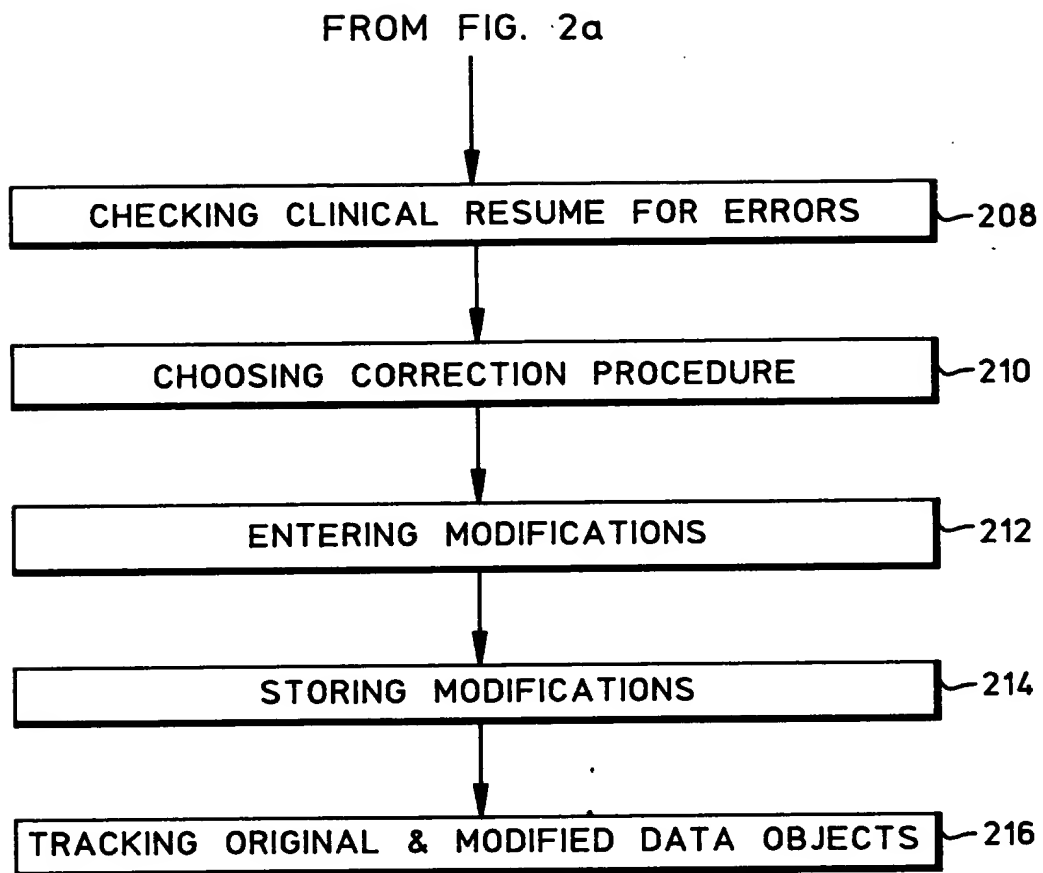 FROM FIG. 2a
CHECKING CLINICAL RESUME FOR ERRORS 208
CHOOSING CORRECTION PROCEDURE 210
ENTERING MODIFICATIONS 212
STORING MODIFICATIONS 214
TRACKING ORIGINAL & MODIFIED DATA OBJECTS 216